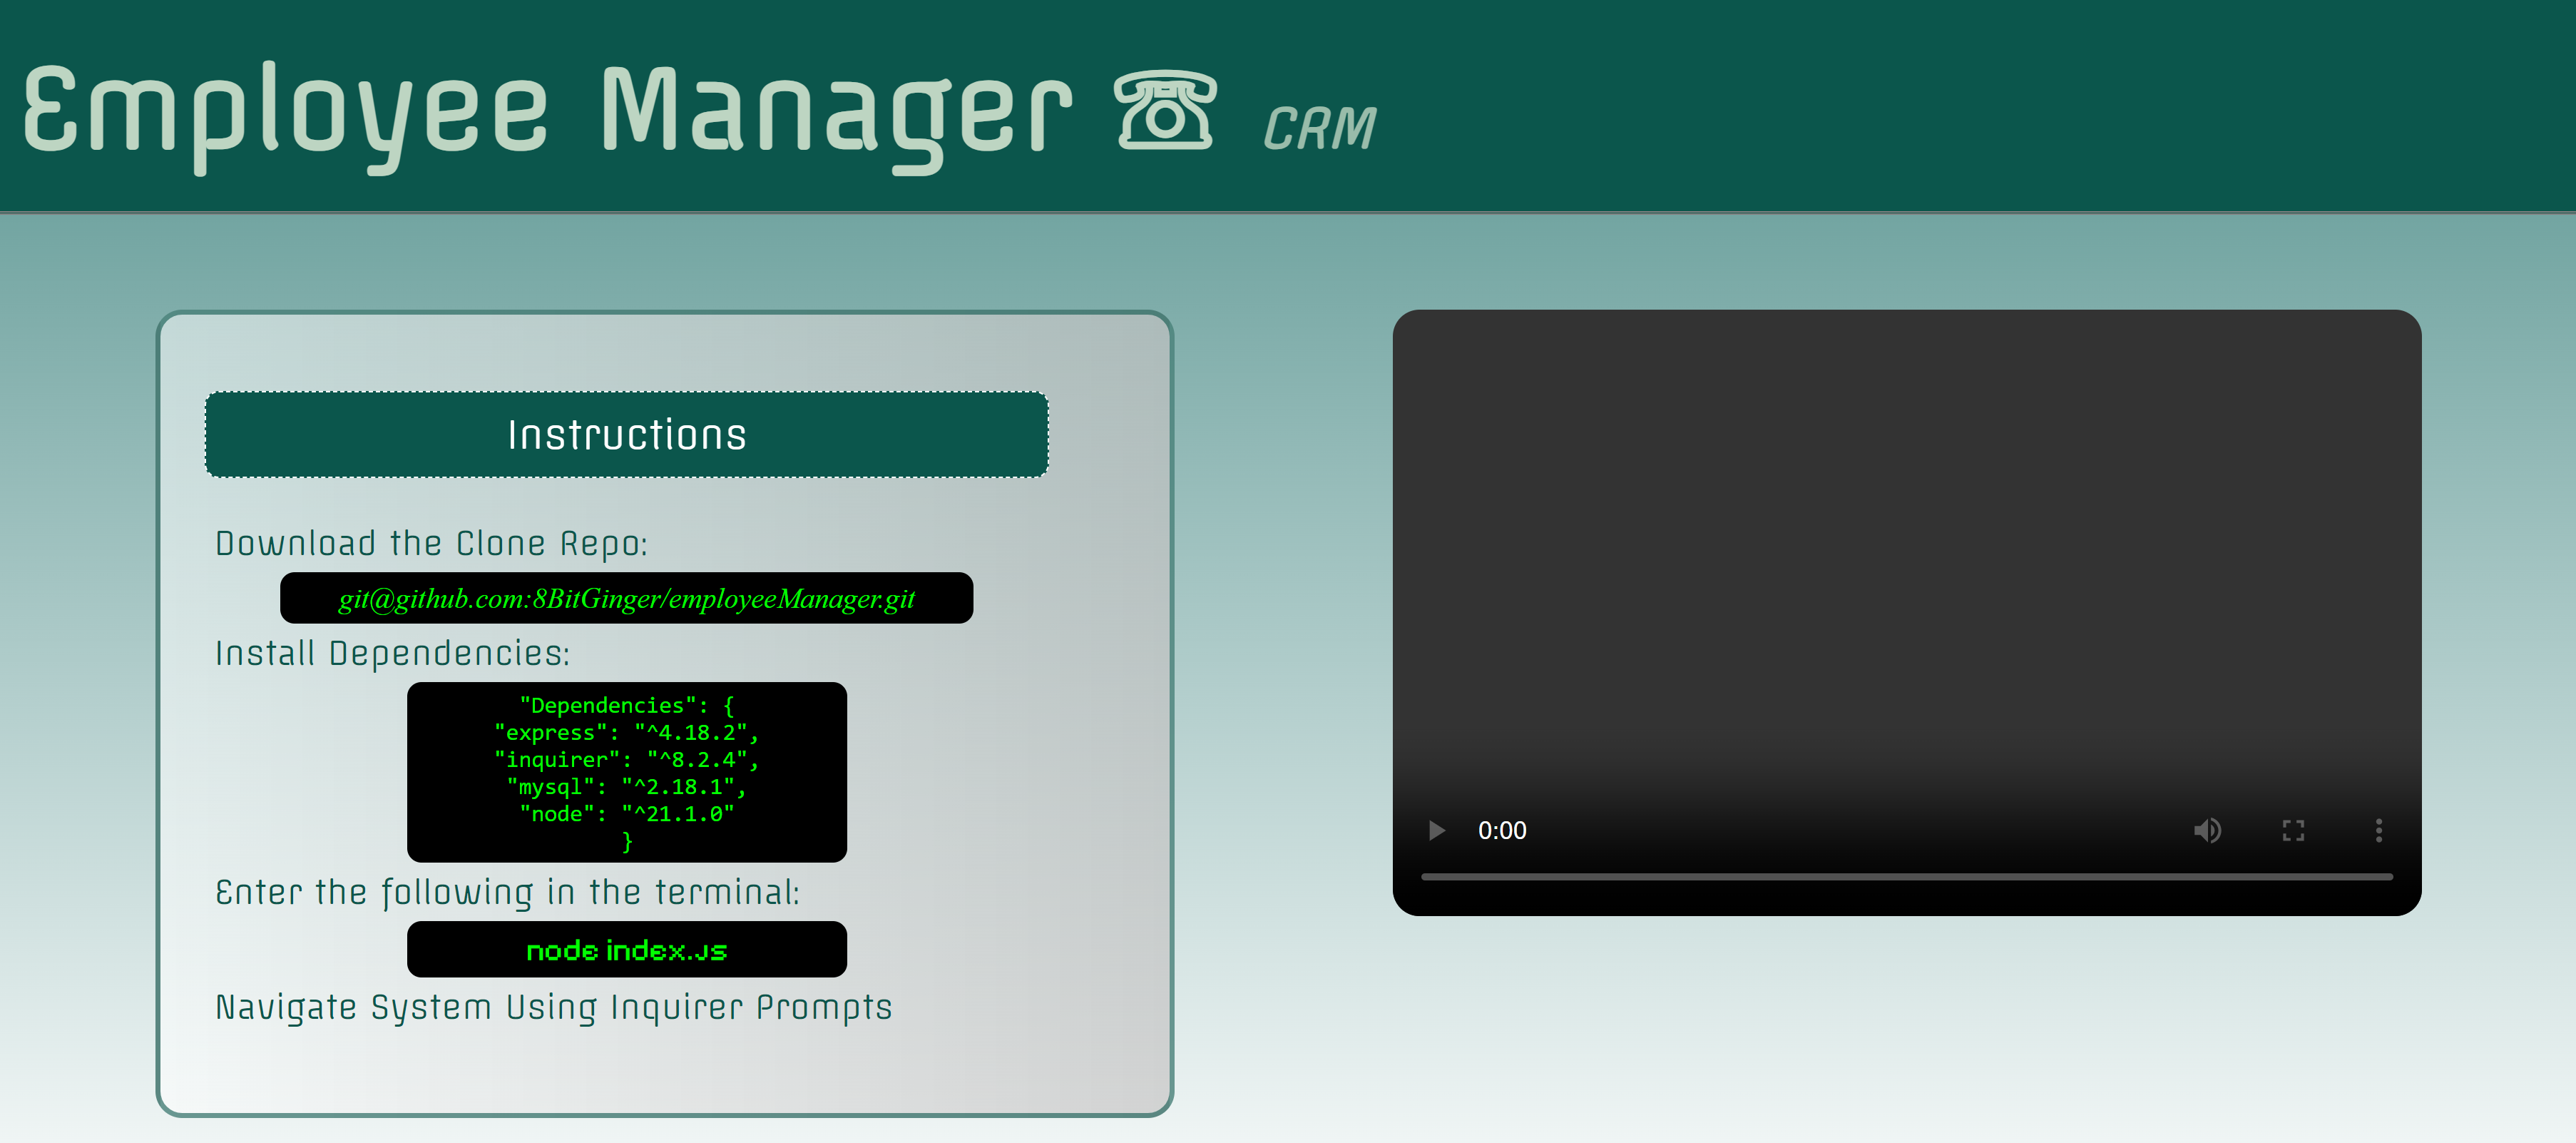 Employee Manager ☏ CRM
Instructions
Download the Clone Repo:
git@github.com:8BitGinger/employeeManager.git
Install Dependencies:
"Dependencies": {
"express": "^4.18.2",
"inquirer": "^8.2.4",
"mysql": "^2.18.1",
"node": "^21.1.0"
}
Enter the following in the terminal:
node index.js
Navigate System Using Inquirer Prompts
0:00